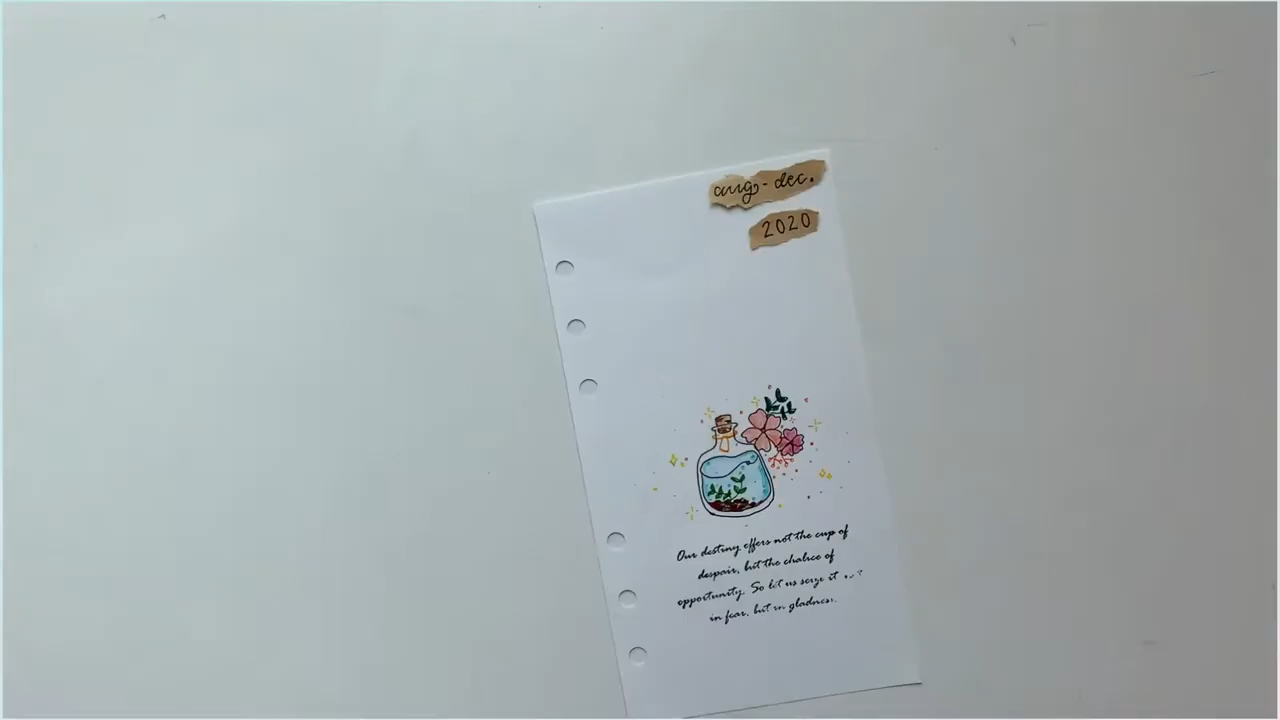 aug - dec.
2020
Our destiny offers not the cup of
despair, but the chalice of
opportunity. So let us seize it
in fear, but in gladness.